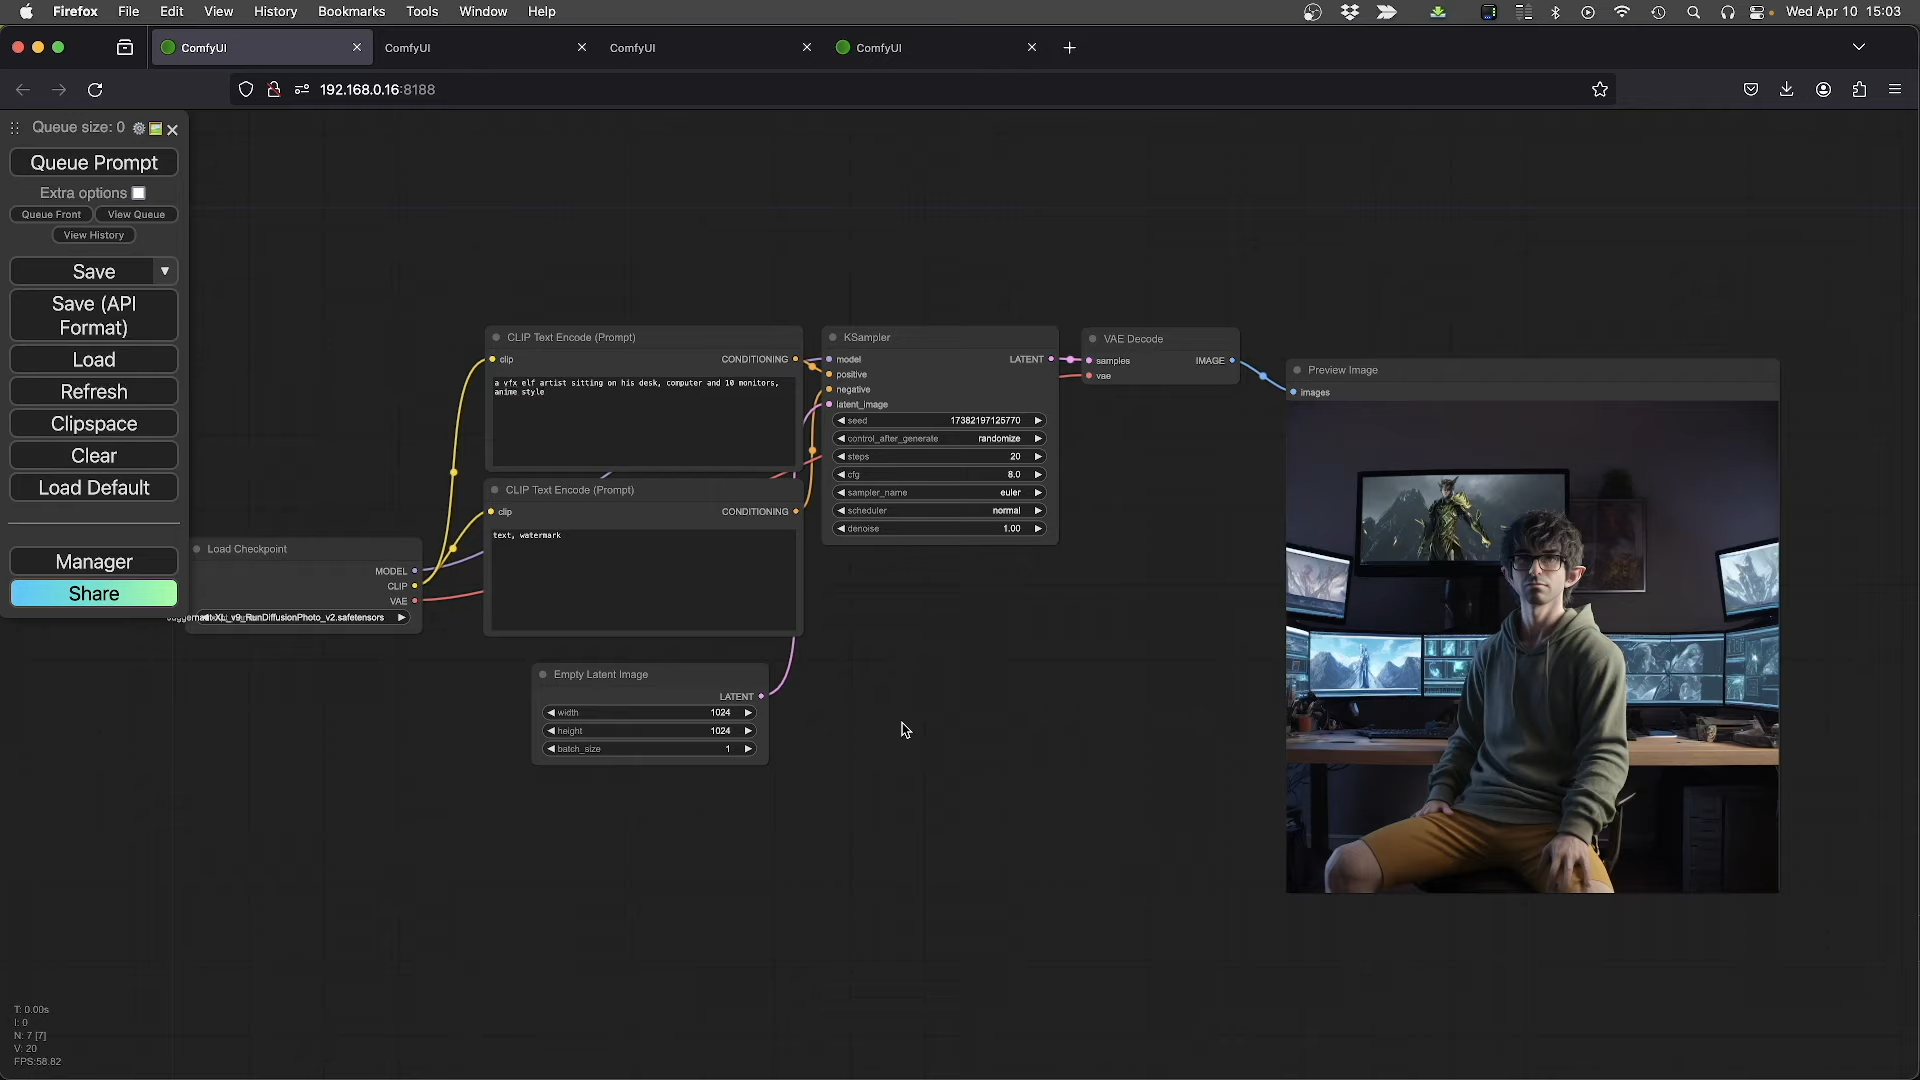 Firefox File Edit View History Bookmarks Tools Window Help Wed Apr 10 15:03
ComfyUI ComfyUI ComfyUI ComfyUI
192.168.0.16:8188
Queue size: 0
Queue Prompt
Extra options
Queue Front View Queue
View History
Save
Save (API
Format)
Load
Refresh
Clipspace
Clear
Load Default
Manager
Share
Load Checkpoint
MODEL
CLIP
VAE
XL_v9_RunDiffusionPhoto_v2.safetensors
CLIP Text Encode (Prompt)
clip CONDITIONING
a vfx elf artist sitting on his desk, computer and 10 monitors,
anime style
CLIP Text Encode (Prompt)
clip CONDITIONING
text, watermark
Empty Latent Image
LATENT
width 1024
height 1024
batch_size 1
KSampler
model LATENT
positive
negative
latent_image
seed 17382197125770
control_after_generate randomize
steps 20
cfg 8.0
sampler_name euler
scheduler normal
denoise 1.00
VAE Decode
samples IMAGE
vae
Preview Image
images
T: 0.00s
I: 0
N: 7 [7]
V: 20
FPS:58.82